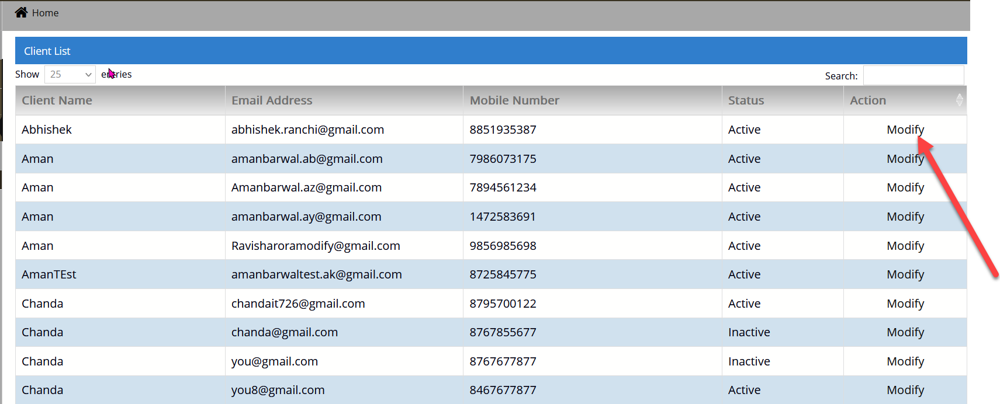 Home
Client List
Show 25 entries Search:
Client Name Email Address Mobile Number Status Action
Abhishek abhishek.ranchi@gmail.com 8851935387 Active Modify
Aman amanbarwal.ab@gmail.com 7986073175 Active Modify
Aman Amanbarwal.az@gmail.com 7894561234 Active Modify
Aman amanbarwal.ay@gmail.com 1472583691 Active Modify
Aman Ravisharoramodify@gmail.com 9856985698 Active Modify
AmanTEst amanbarwaltest.ak@gmail.com 8725845775 Active Modify
Chanda chandait726@gmail.com 8795700122 Active Modify
Chanda chanda@gmail.com 8767855677 Inactive Modify
Chanda you@gmail.com 8767677877 Inactive Modify
Chanda you8@gmail.com 8467677877 Active Modify